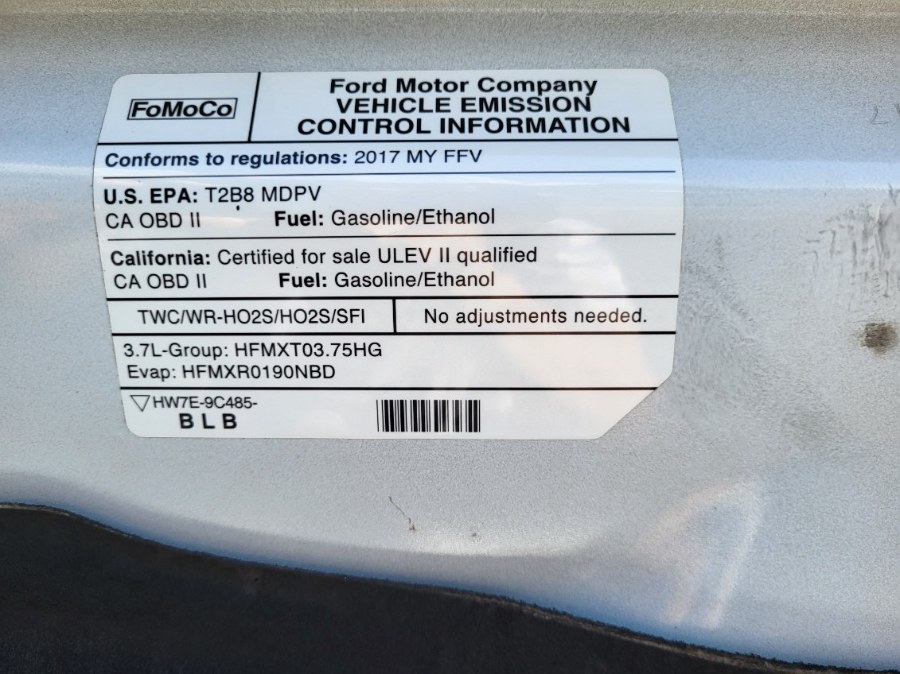 FoMoCo
Ford Motor Company
VEHICLE EMISSION
CONTROL INFORMATION
Conforms to regulations: 2017 MY FFV
U.S. EPA: T2B8 MDPV
CA OBD II Fuel: Gasoline/Ethanol
California: Certified for sale ULEV II qualified
CA OBD II Fuel: Gasoline/Ethanol
TWC/WR-HO2S/HO2S/SFI No adjustments needed.
3.7L-Group: HFMXT03.75HG
Evap: HFMXR0190NBD
HW7E-9C485-
B L B